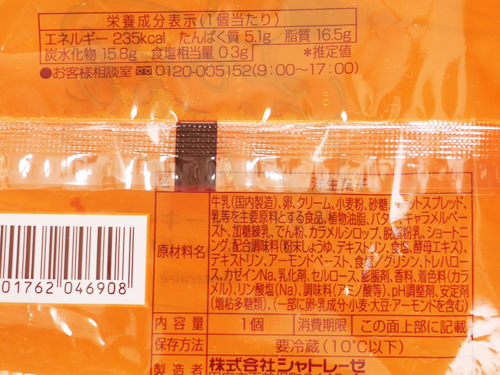 栄養成分表示(1個当たり)
エネルギー 235kcal たんぱく質 5.1g 脂質 16.5g
炭水化物 15.8g 食塩相当量 0.3g *推定値
●お客様相談室 0120-005152(9:00~17:00)
原材料名
牛乳(国内製造)、卵、クリーム、小麦粉、砂糖、ファットスプレッド、
乳等を主要原料とする食品、植物油脂、バター、キャラメルペー
スト、加糖練乳、でん粉、カラメルシロップ、脱脂粉乳、ショートニ
ング、配合調味料(粉末しょうゆ、デキストリン、食塩、酵母エキス)、
デキストリン、アーモンドペースト、食塩/グリシン、トレハロー
ス、カゼインNa、乳化剤、セルロース、膨脹剤、香料、着色料(カラ
メル)、リン酸塩(Na)、調味料(アミノ酸等)、pH調整剤、安定剤
(増粘多糖類)、(一部に卵・乳成分・小麦・大豆・アーモンドを含む)
内容量 1個 消費期限 この面上部に記載
保存方法 要冷蔵(10℃以下)
製造者 株式会社シャトレーゼ
01762 046908